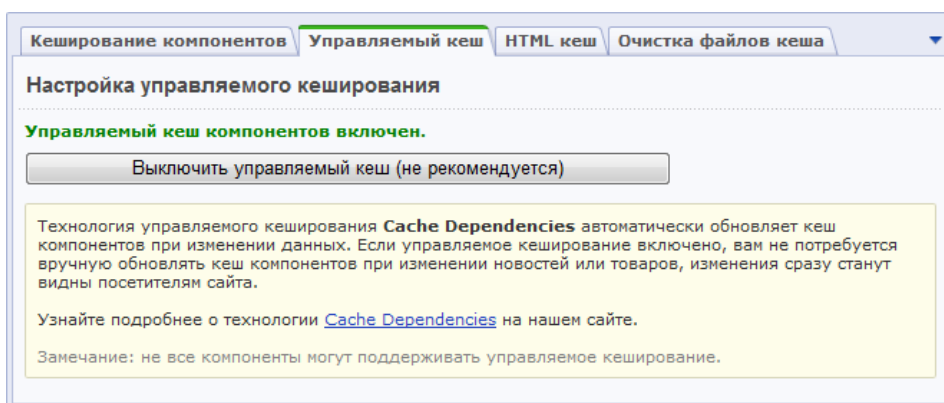 Кеширование компонентов Управляемый кеш HTML кеш Очистка файлов кеша
Настройка управляемого кеширования
Управляемый кеш компонентов включен.
Выключить управляемый кеш (не рекомендуется)
Технология управляемого кеширования Cache Dependencies автоматически обновляет кеш
компонентов при изменении данных. Если управляемое кеширование включено, вам не потребуется
вручную обновлять кеш компонентов при изменении новостей или товаров, изменения сразу станут
видны посетителям сайта.
Узнайте подробнее о технологии Cache Dependencies на нашем сайте.
Замечание: не все компоненты могут поддерживать управляемое кеширование.